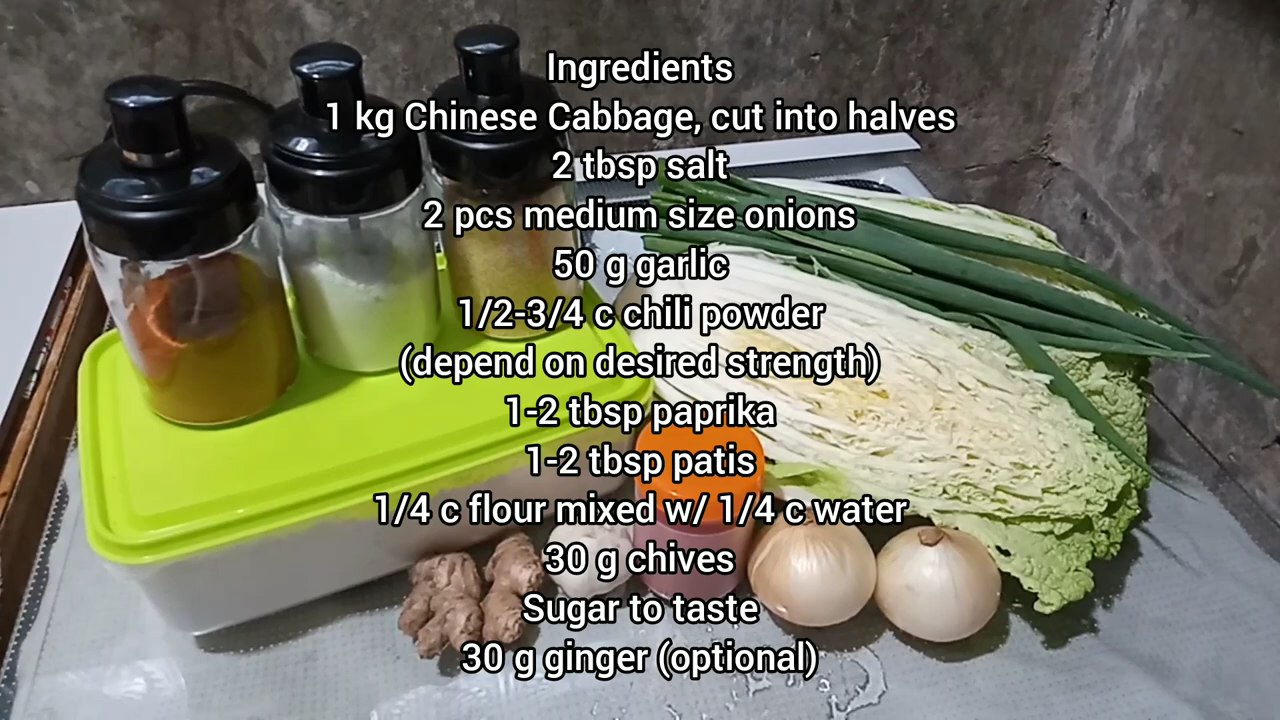 Ingredients
1 kg Chinese Cabbage, cut into halves
2 tbsp salt
2 pcs medium size onions
50 g garlic
1/2-3/4 c chili powder
(depend on desired strength)
1-2 tbsp paprika
1-2 tbsp patis
1/4 c flour mixed w/ 1/4 c water
30 g chives
Sugar to taste
30 g ginger (optional)